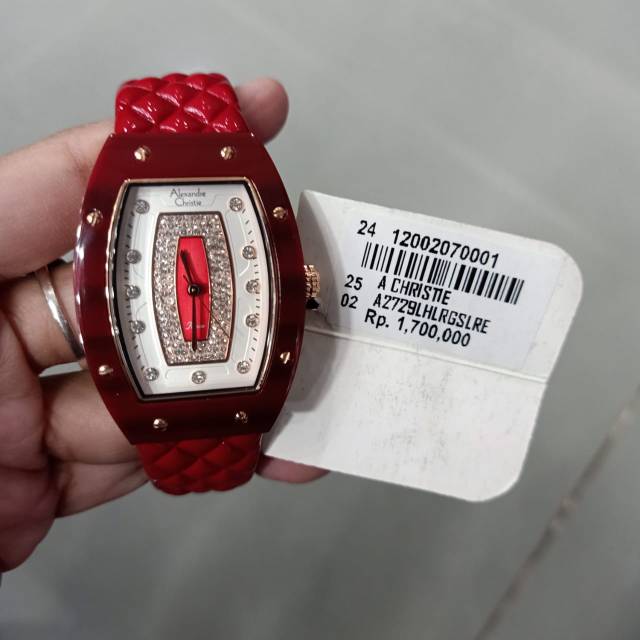 Alexandre
Christie
24 12002070001
25 A CHRISTIE
02 A2729LHLRGSLRE
Rp. 1,700,000